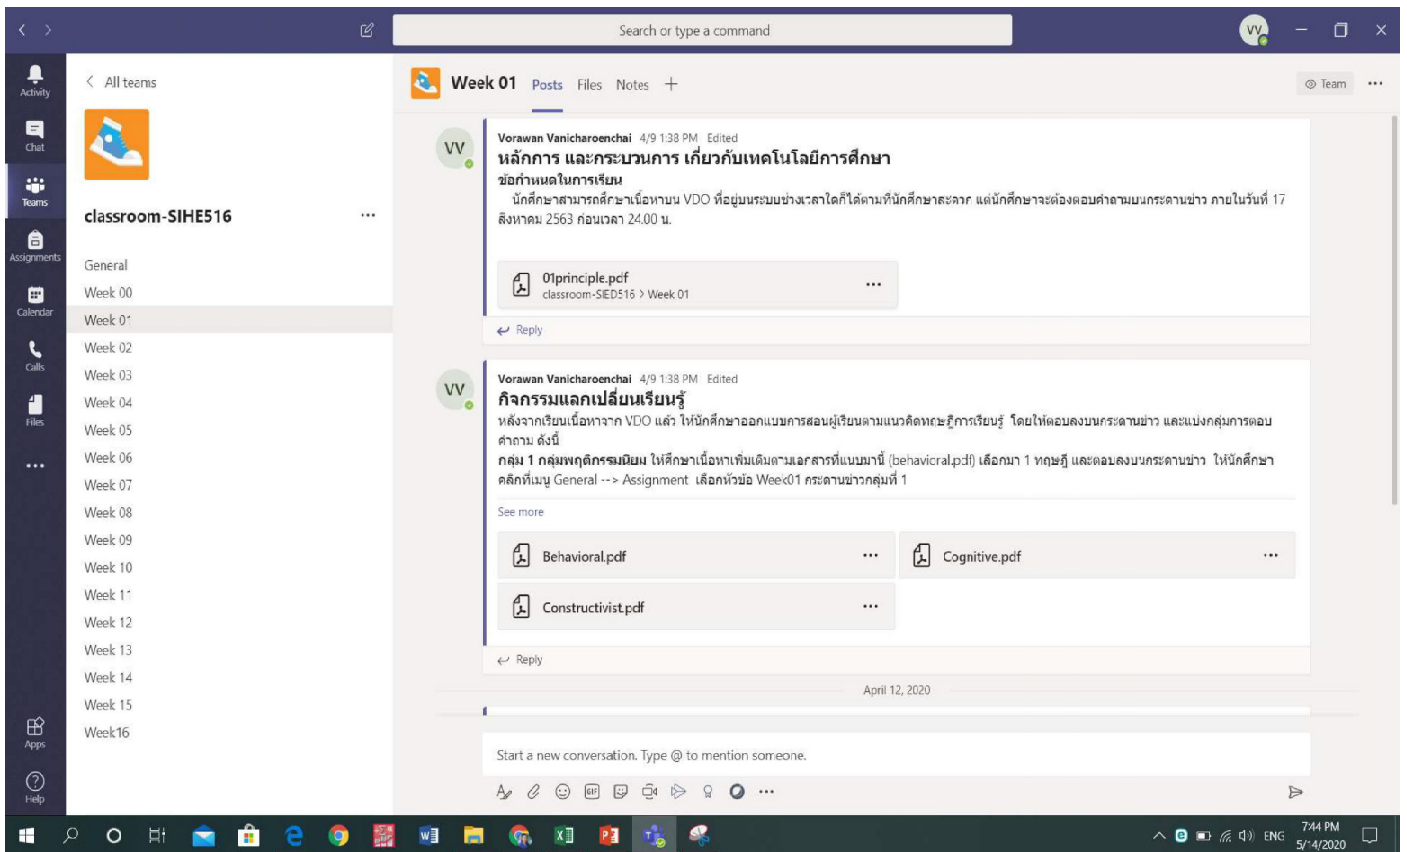 Search or type a command
VV
Activity
Chat
Teams
Assignments
Calendar
Calls
Files
Apps
Help
All teams
classroom-SIHE516
General
Week 00
Week 01
Week 02
Week 03
Week 04
Week 05
Week 06
Week 07
Week 08
Week 09
Week 10
Week 11
Week 12
Week 13
Week 14
Week 15
Week16
Week 01 Posts Files Notes
Team
VV
Vorawan Vanicharoenchai 4/9 1:38 PM Edited
หลักการ และกระบวนการ เกี่ยวกับเทคโนโลยีการศึกษา
ข้อกำหนดในการเรียน
นักศึกษาสามารถศึกษาเนื้อหาบน VDO ที่อยู่บนระบบช่วงเวลาใดก็ได้ตามที่นักศึกษาสะดวก แต่นักศึกษาจะต้องตอบคำถามบนกระดานข่าว ภายในวันที่ 17
สิงหาคม 2563 ก่อนเวลา 24.00 น.
01principle.pdf
classroom-SIED516 > Week 01
Reply
VV
Vorawan Vanicharoenchai 4/9 1:38 PM Edited
กิจกรรมแลกเปลี่ยนเรียนรู้
หลังจากเรียนเนื้อหาจาก VDO แล้ว ให้นักศึกษาออกแบบการสอนผู้เรียนตามแนวคิดทฤษฎีการเรียนรู้ โดยให้ตอบลงบนกระดานข่าว และแบ่งกลุ่มการตอบ
คำถาม ดังนี้
กลุ่ม 1 กลุ่มพฤติกรรมนิยม ให้ศึกษาเนื้อหาเพิ่มเติมตามเอกสารที่แนบมานี้ (behavioral.pdf) เลือกมา 1 ทฤษฎี และตอบลงบนกระดานข่าว ให้นักศึกษา
คลิกที่เมนู General --> Assignment เลือกหัวข้อ Week01 กระดานข่าวกลุ่มที่ 1
See more
Behavioral.pdf
Cognitive.pdf
Constructivist.pdf
Reply
April 12, 2020
Start a new conversation. Type @ to mention someone.
GIF
ENG
7:44 PM
5/14/2020